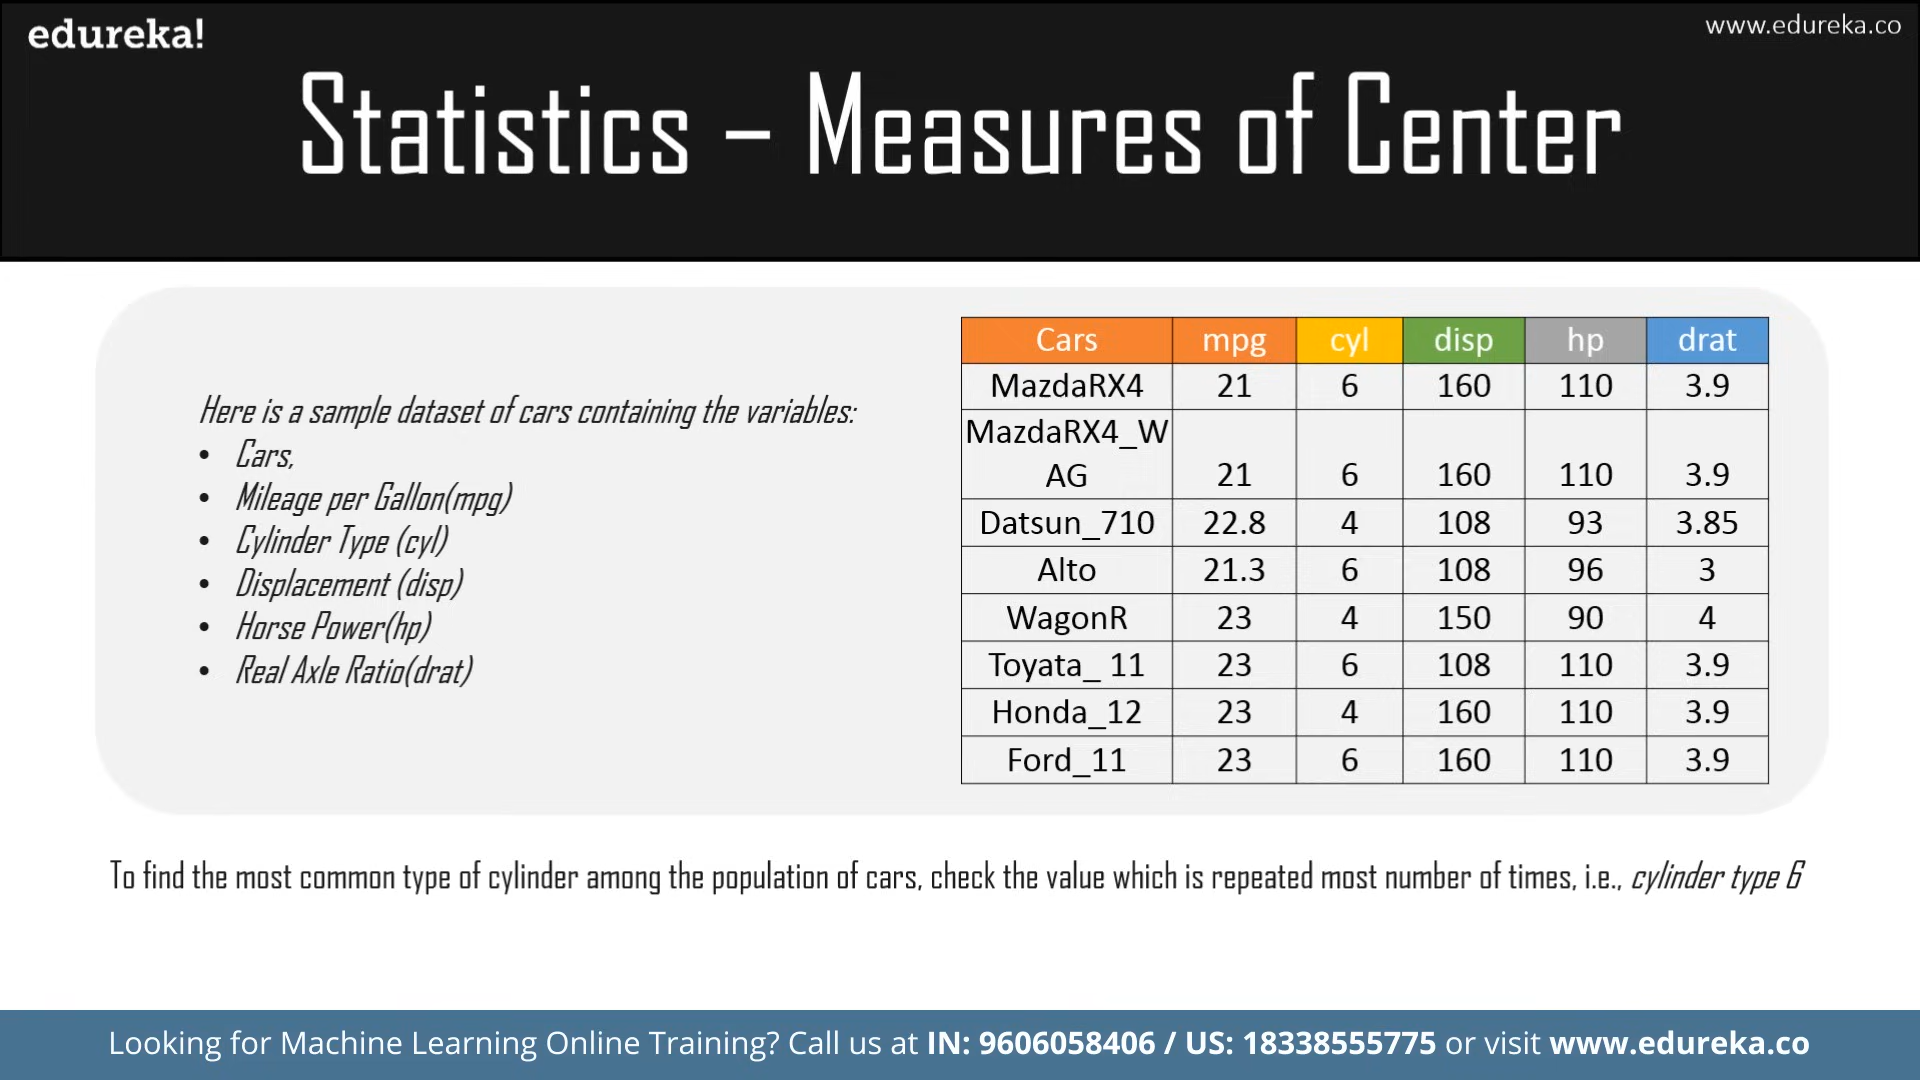 edureka!
www.edureka.co
Statistics – Measures of Center
Here is a sample dataset of cars containing the variables:
• Cars,
• Mileage per Gallon(mpg)
• Cylinder Type (cyl)
• Displacement (disp)
• Horse Power(hp)
• Real Axle Ratio(drat)
Cars mpg cyl disp hp drat
MazdaRX4 21 6 160 110 3.9
MazdaRX4_W
AG 21 6 160 110 3.9
Datsun_710 22.8 4 108 93 3.85
Alto 21.3 6 108 96 3
WagonR 23 4 150 90 4
Toyata_ 11 23 6 108 110 3.9
Honda_12 23 4 160 110 3.9
Ford_11 23 6 160 110 3.9
To find the most common type of cylinder among the population of cars, check the value which is repeated most number of times, i.e., cylinder type 6
Looking for Machine Learning Online Training? Call us at IN: 9606058406 / US: 18338555775 or visit www.edureka.co